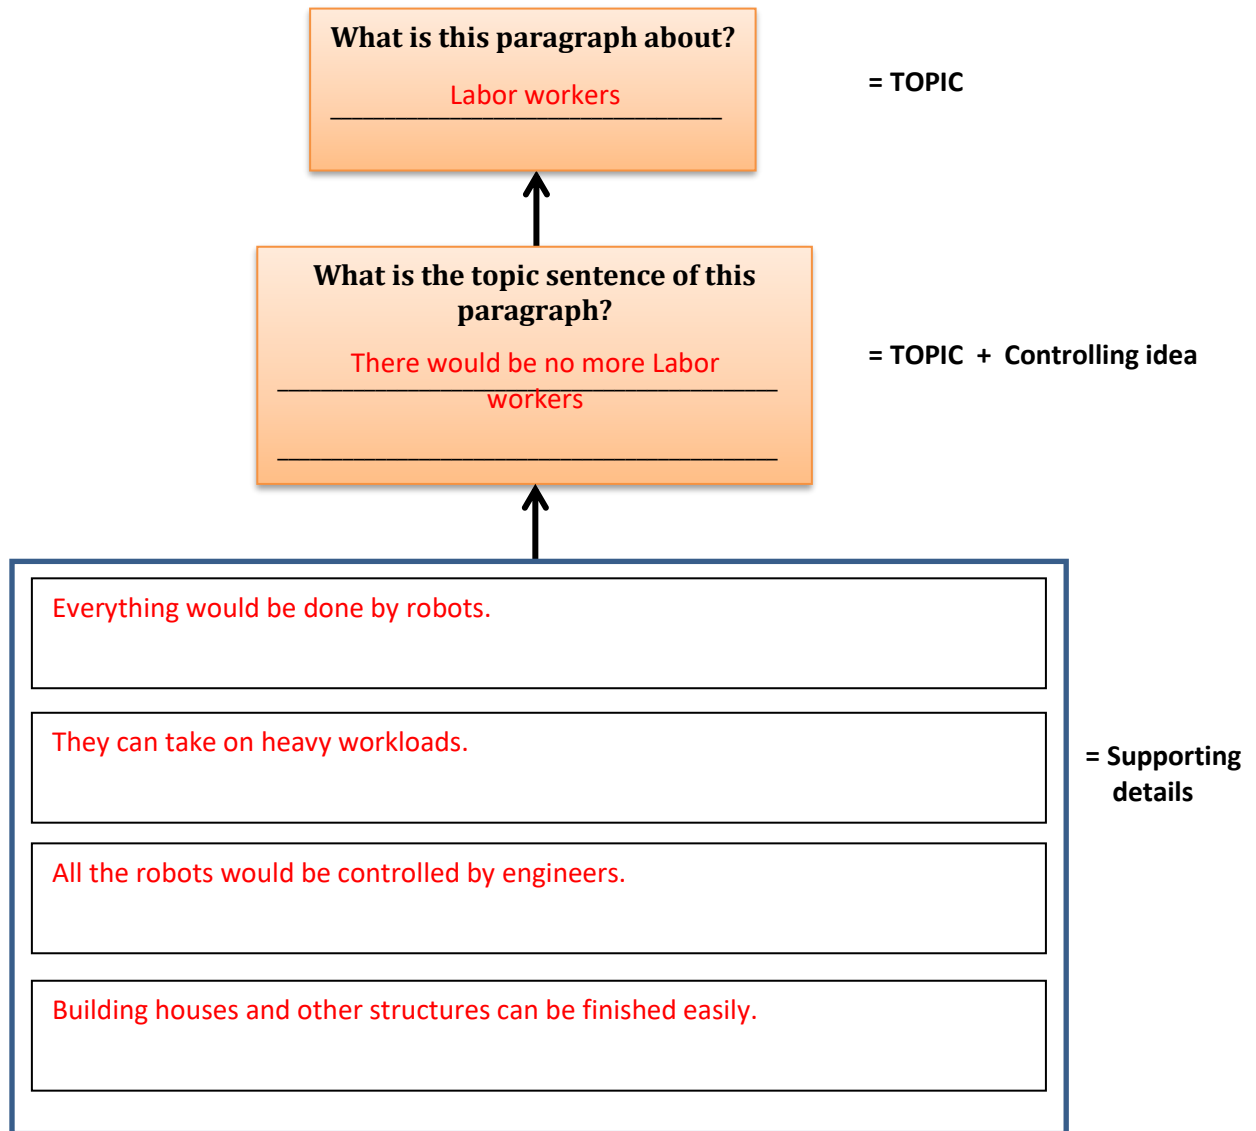 What is this paragraph about?
Labor workers
= TOPIC
What is the topic sentence of this
paragraph?
There would be no more Labor
workers
= TOPIC + Controlling idea
Everything would be done by robots.
They can take on heavy workloads.
All the robots would be controlled by engineers.
Building houses and other structures can be finished easily.
= Supporting
details